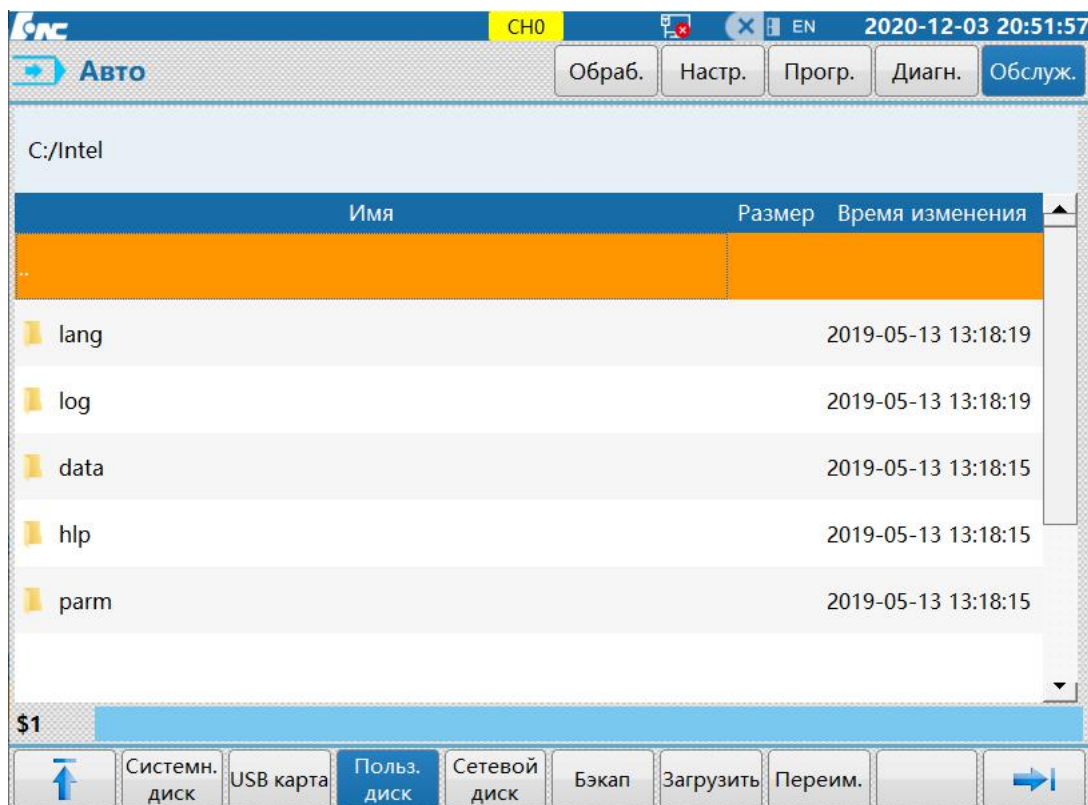 HNC CH0 EN 2020-12-03 20:51:57
Авто Обраб. Настр. Прогр. Диагн. Обслуж.
C:/Intel
Имя Размер Время изменения
..
lang 2019-05-13 13:18:19
log 2019-05-13 13:18:19
data 2019-05-13 13:18:15
hlp 2019-05-13 13:18:15
parm 2019-05-13 13:18:15
$1
Системн. диск USB карта Польз. диск Сетевой диск Бэкап Загрузить Переим.